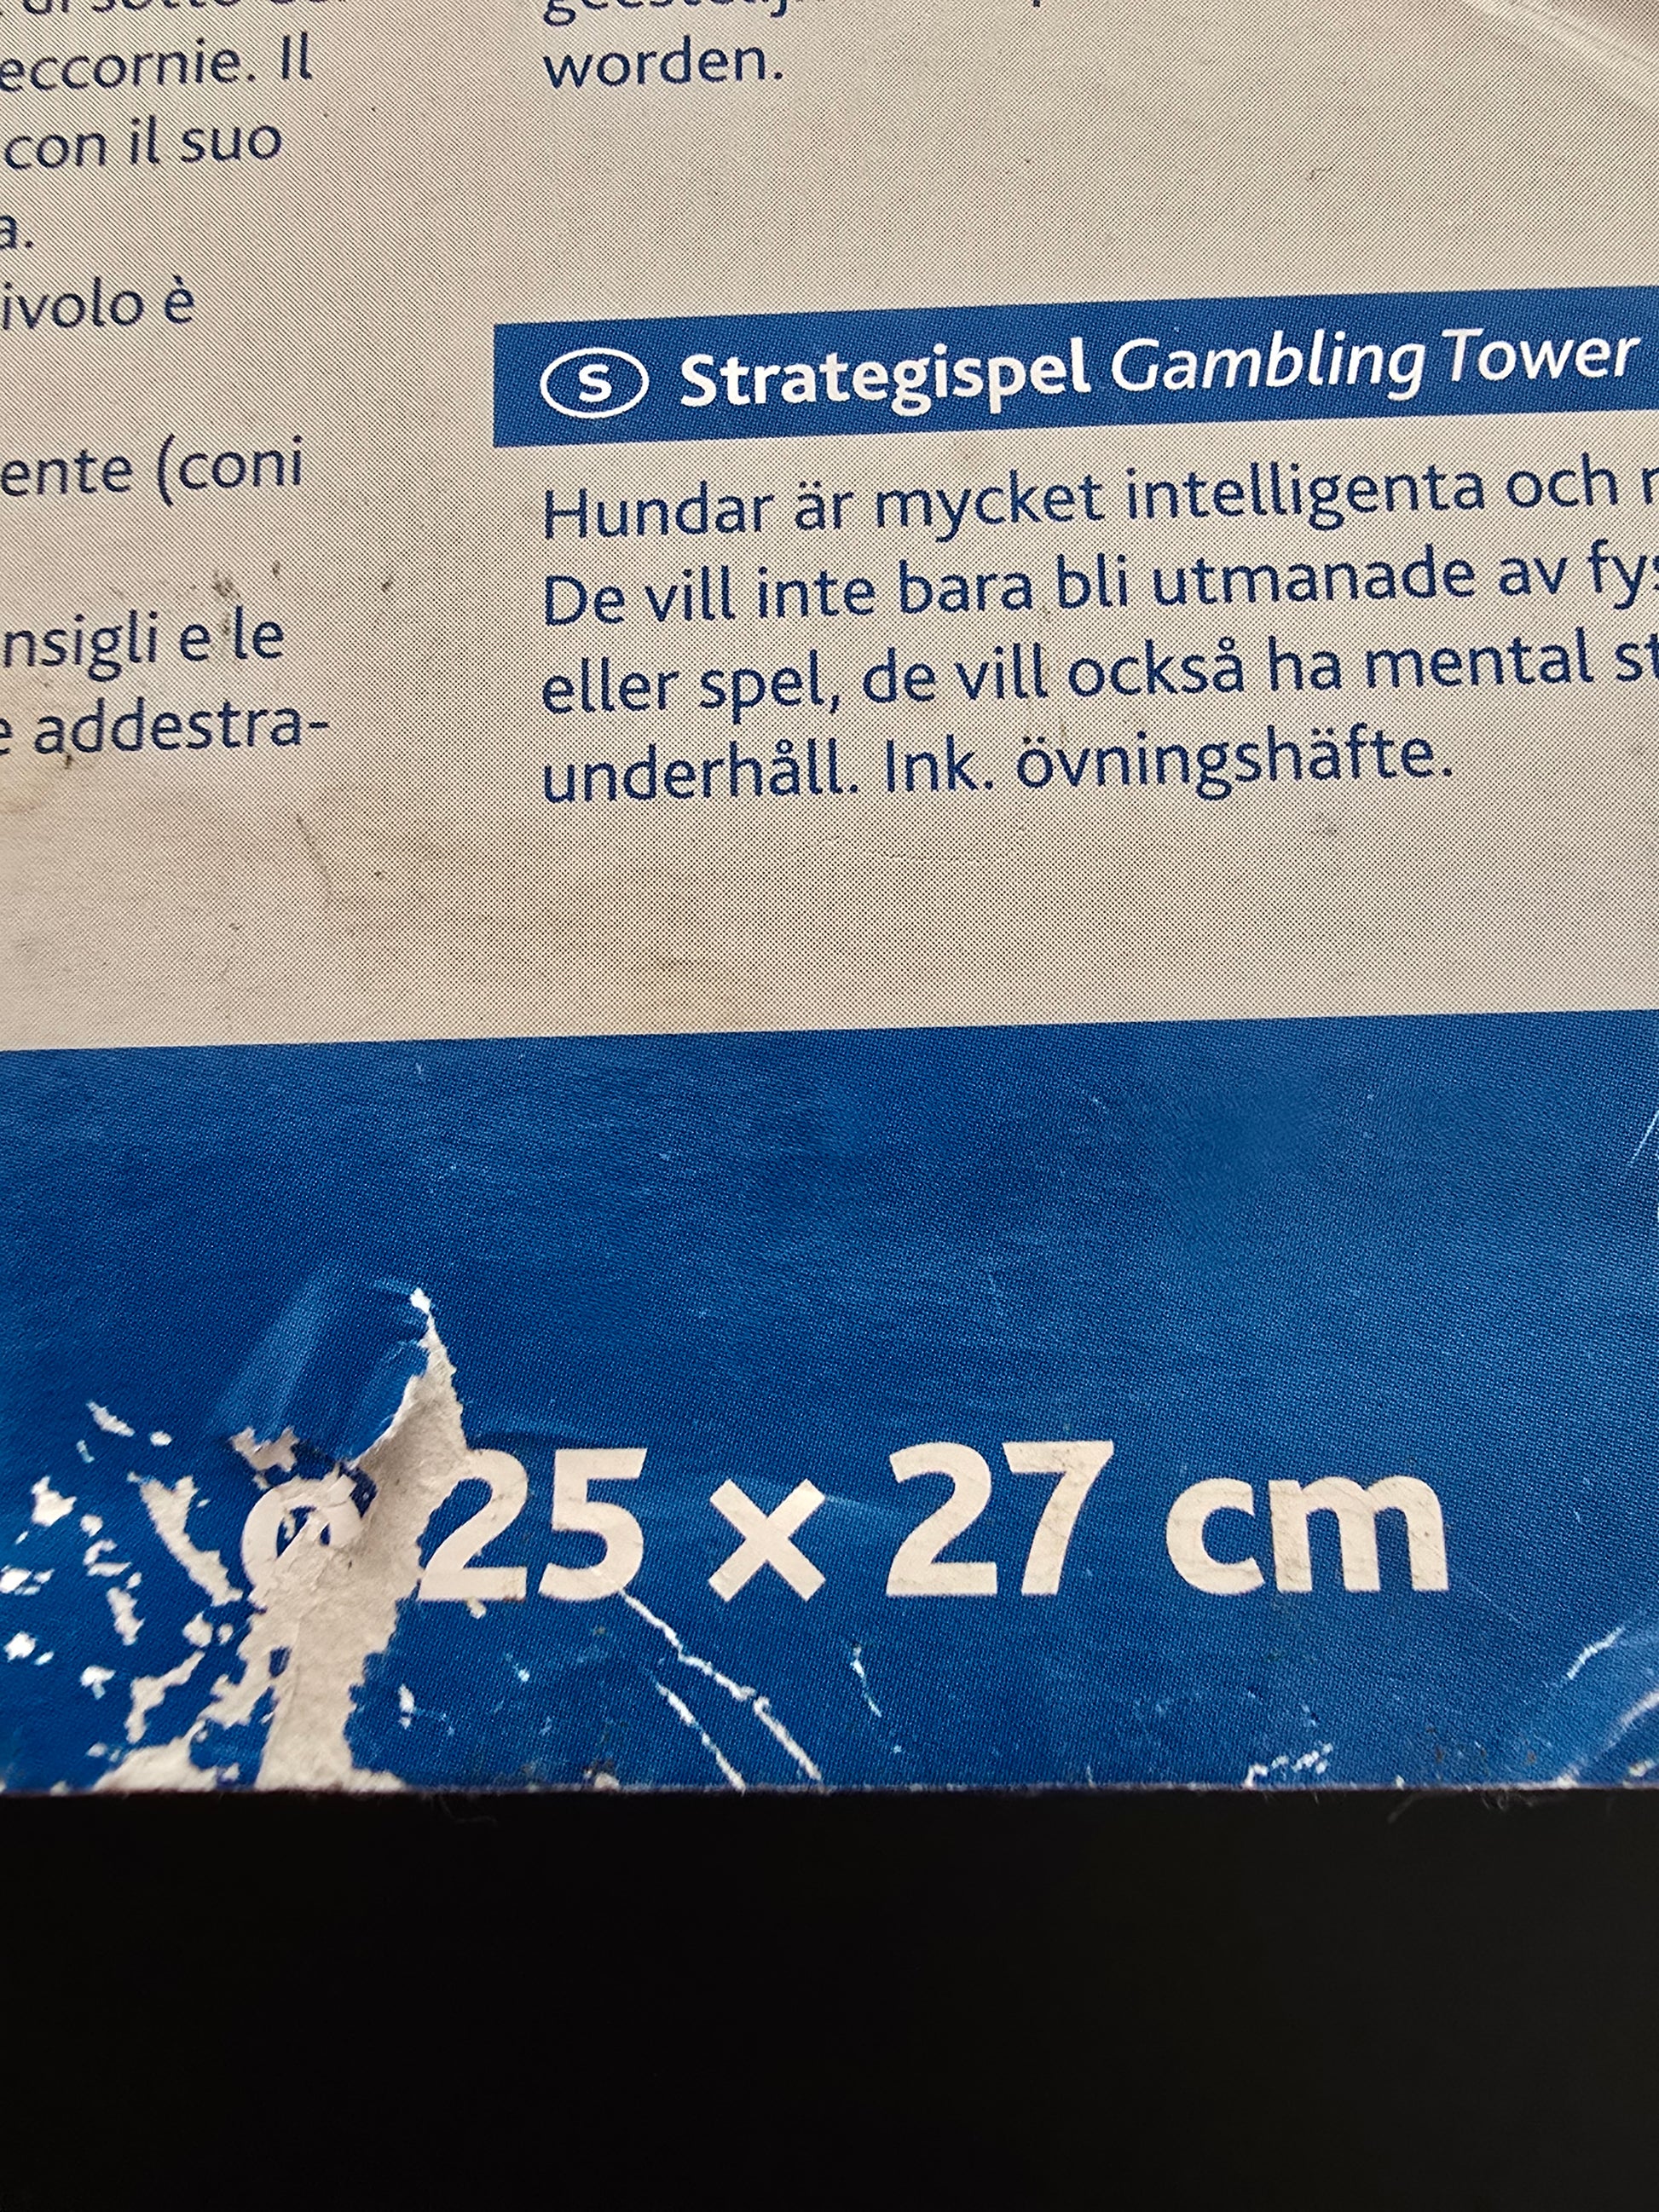 eccornie. Il
con il suo
a.
ivolo è
ente (coni
nsigli e le
e addestra-
worden.
S Strategispel Gambling Tower
Hundar är mycket intelligenta och
De vill inte bara bli utmanade av fys
eller spel, de vill också ha mental st
underhåll. Ink. övningshäfte.
25 × 27 cm